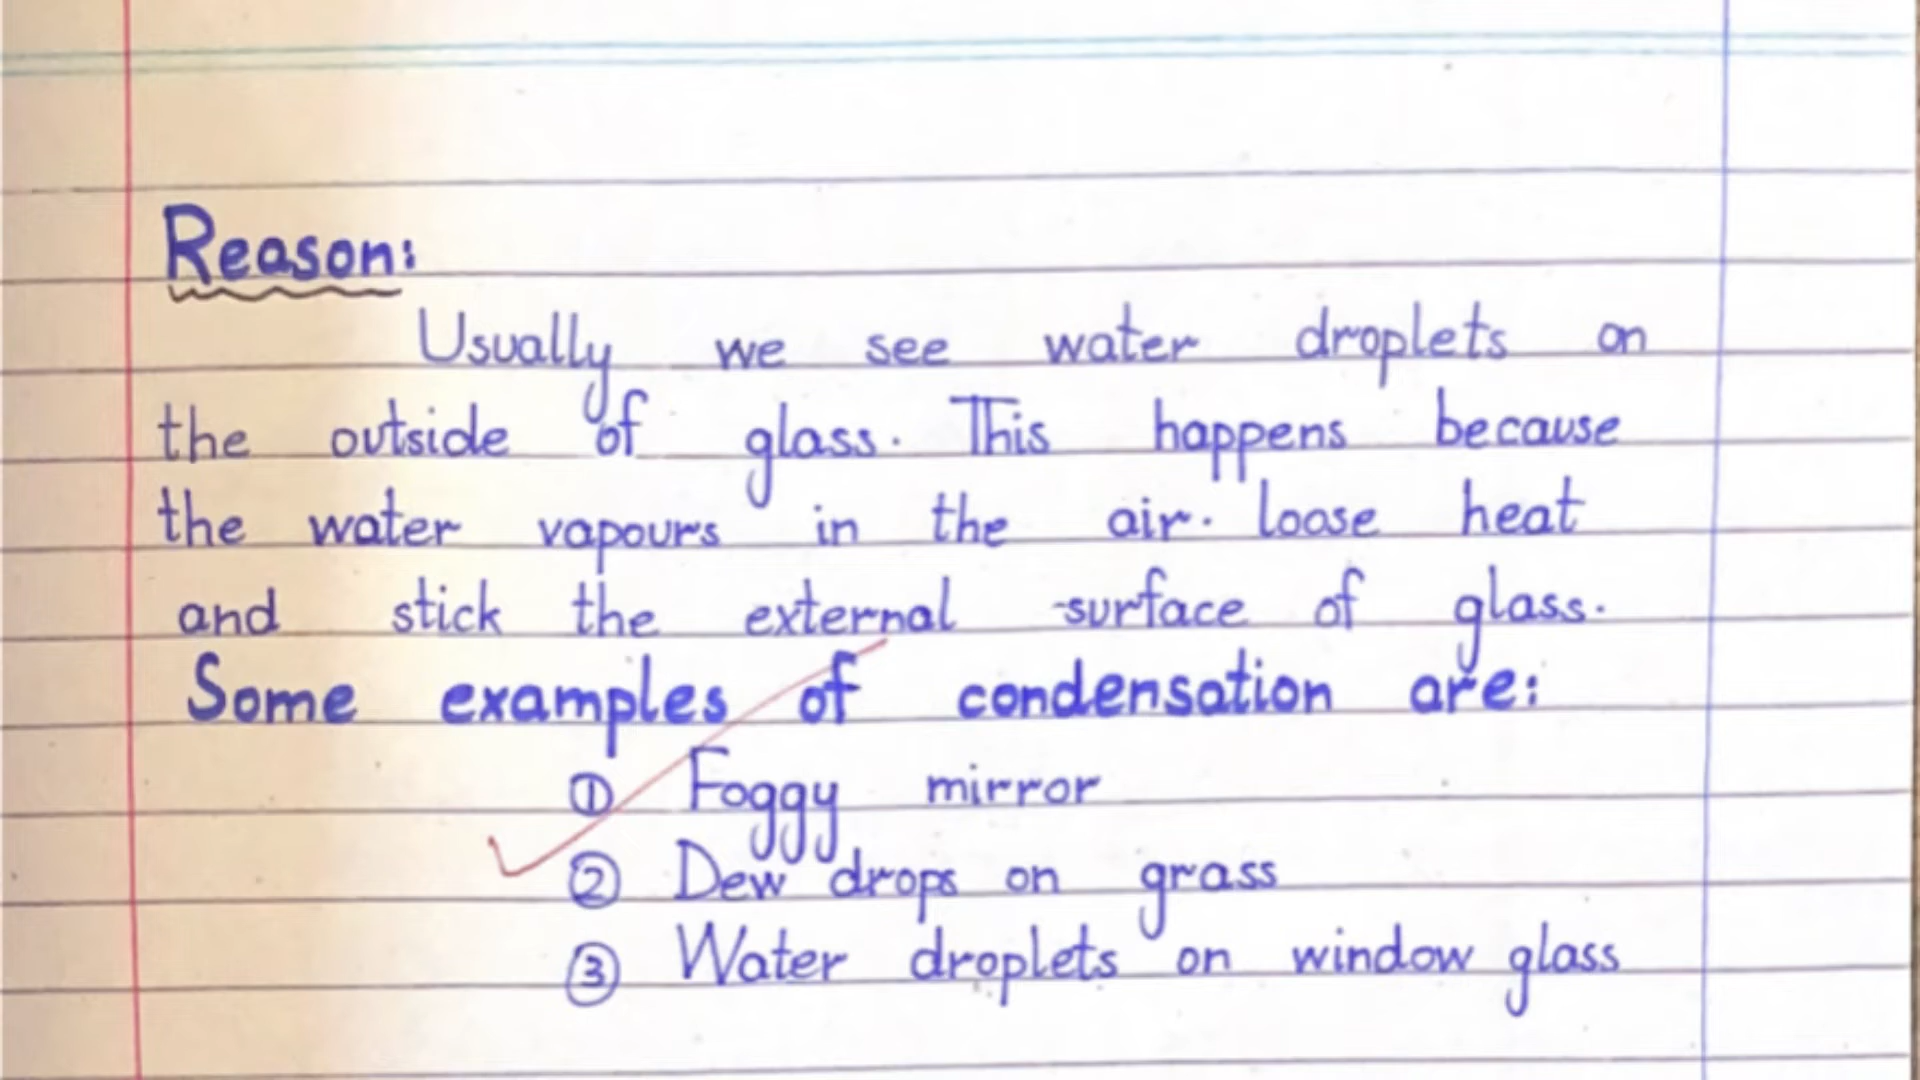 Reason:
Usually we see water droplets on
the outside of glass. This happens because
the water vapours in the air. loose heat
and stick the external surface of glass.
Some examples of condensation are:
① Foggy mirror
② Dew drops on grass
③ Water droplets on window glass